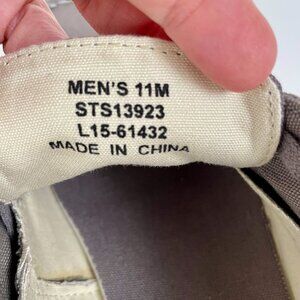 MEN'S 11M
STS13923
L15-61432
MADE IN CHINA